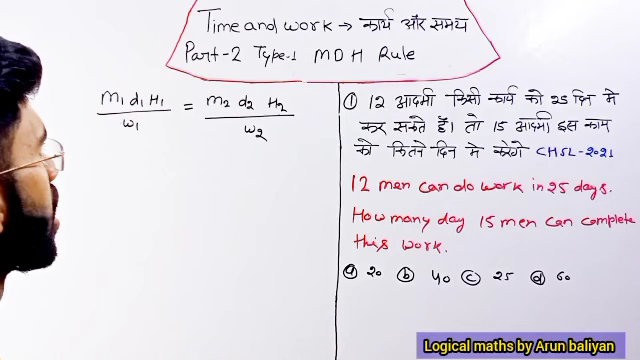 Time and work → कार्य और समय
Part-2 Type-1 MDH Rule
M1 d1 H1 / w1 = M2 d2 H2 / w2
① 12 आदमी किसी कार्य को 25 दिन मे
कर सकते हैं। तो 15 आदमी इस काम
को कितने दिन मे करेगे CHSL-2021
12 men can do work in 25 days.
How many day 15 men can complete
this work.
ⓐ 20 ⓑ 40 ⓒ 25 ⓓ 60
Logical maths by Arun baliyan